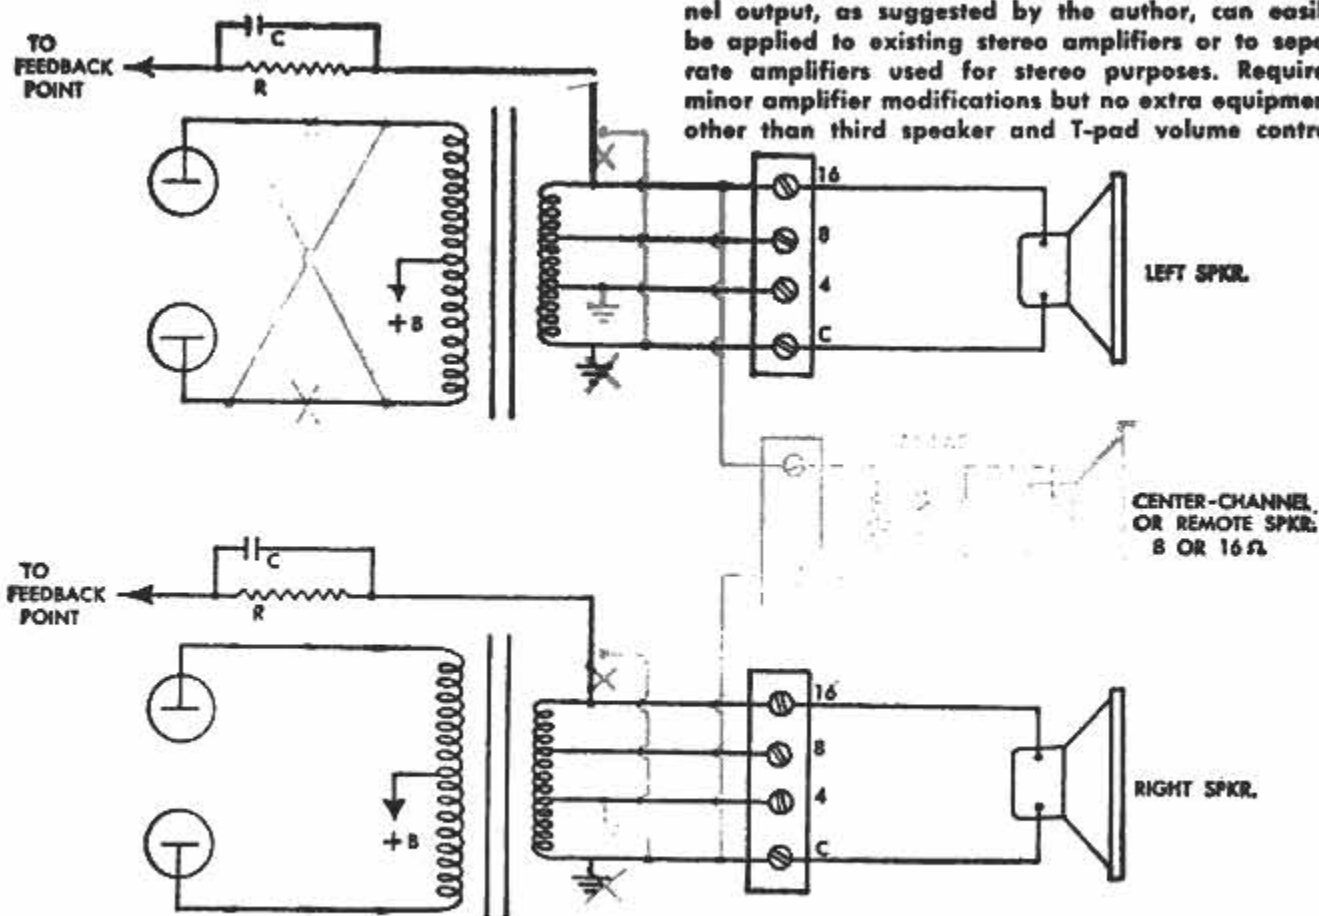 nel output, as suggested by the author, can easil
be applied to existing stereo amplifiers or to sepa
rate amplifiers used for stereo purposes. Require
minor amplifier modifications but no extra equipmen
other than third speaker and T-pad volume contro
TO
FEEDBACK
POINT
C
R
+B
16
8
4
C
LEFT SPKR.
CENTER-CHANNEL
OR REMOTE SPKR.
8 OR 16Ω
TO
FEEDBACK
POINT
C
R
+B
16
8
4
C
RIGHT SPKR.